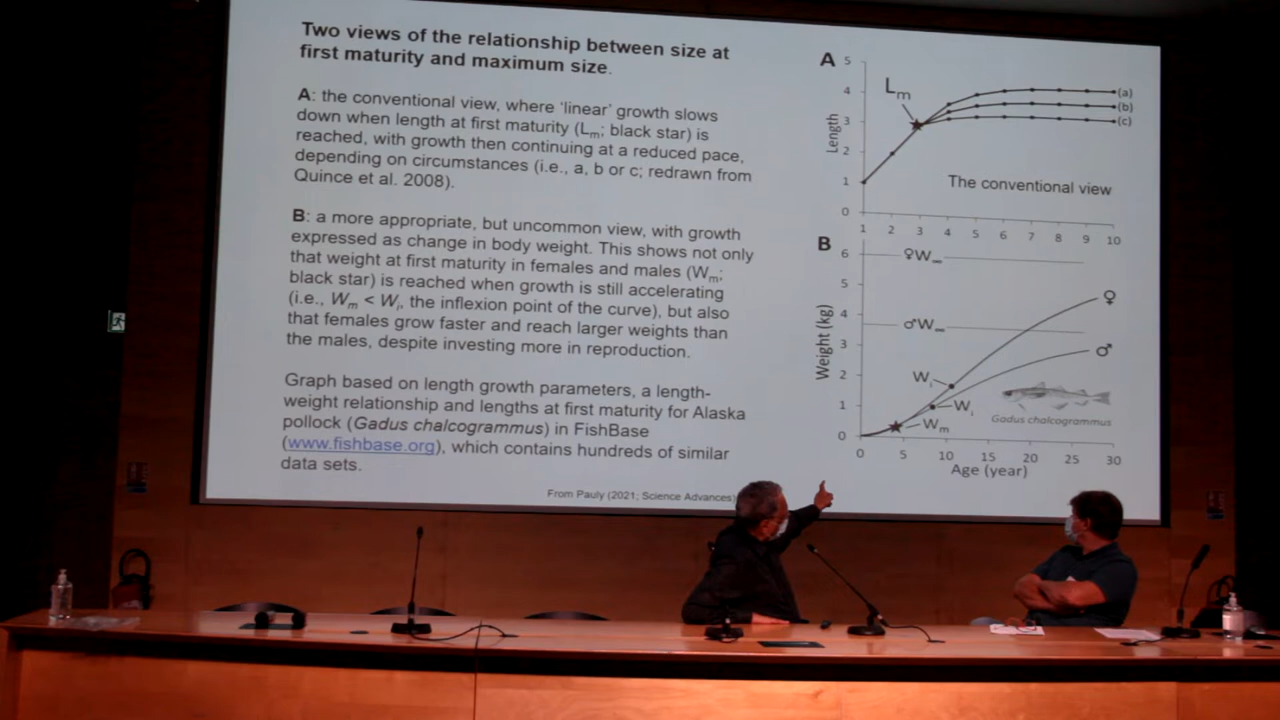 Two views of the relationship between size at
first maturity and maximum size.
A: the conventional view, where 'linear' growth slows
down when length at first maturity (Lm; black star) is
reached, with growth then continuing at a reduced pace,
depending on circumstances (i.e., a, b or c; redrawn from
Quince et al. 2008).
B: a more appropriate, but uncommon view, with growth
expressed as change in body weight. This shows not only
that weight at first maturity in females and males (Wm;
black star) is reached when growth is still accelerating
(i.e., Wm < Wi, the inflexion point of the curve), but also
that females grow faster and reach larger weights than
the males, despite investing more in reproduction.
Graph based on length growth parameters, a length-
weight relationship and lengths at first maturity for Alaska
pollock (Gadus chalcogrammus) in FishBase
(www.fishbase.org), which contains hundreds of similar
data sets.
From Pauly (2021; Science Advances)
A
Length
5
4
3
2
1
0
Lm
(a)
(b)
(c)
The conventional view
1 2 3 4 5 6 7 8 9 10
B
Weight (kg)
6
5
4
3
2
1
0
♀W∞
♂W∞
♀
♂
Wi
Wi
Wm
Gadus chalcogrammus
0 5 10 15 20 25 30
Age (year)